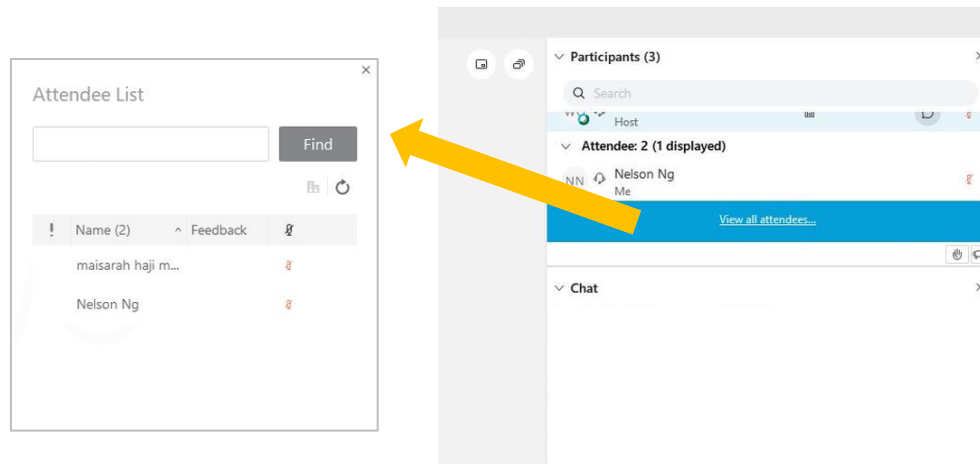 Attendee List
Find
! Name (2) Feedback
maisarah haji m...
Nelson Ng
Participants (3)
Search
Host
Attendee: 2 (1 displayed)
NN Nelson Ng
Me
View all attendees...
Chat